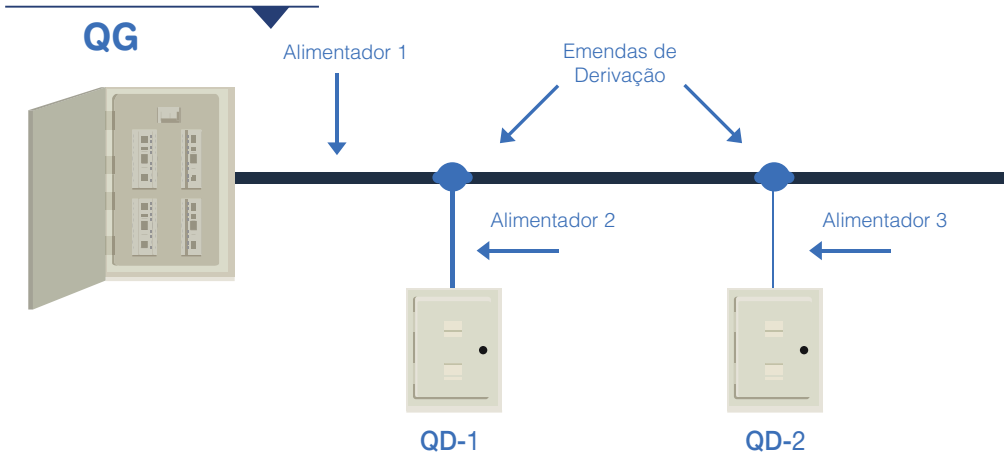 QG
Alimentador 1
Emendas de
Derivação
Alimentador 2
Alimentador 3
QD-1
QD-2